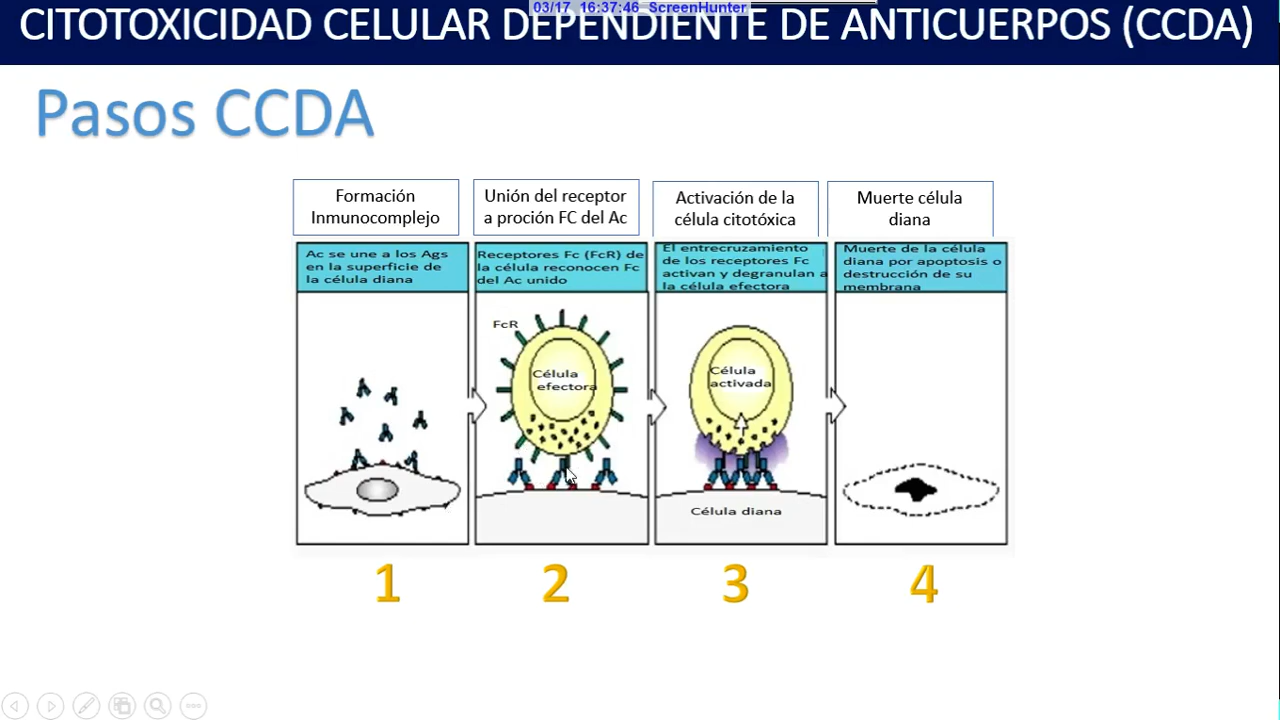 03/17 16:37:46 ScreenHunter
CITOTOXICIDAD CELULAR DEPENDIENTE DE ANTICUERPOS (CCDA)
Pasos CCDA
Formación
Inmunocomplejo
Unión del receptor
a proción FC del Ac
Activación de la
célula citotóxica
Muerte célula
diana
Ac se une a los Ags
en la superficie de
la célula diana
Receptores Fc (FcR) de
la célula reconocen Fc
del Ac unido
El entrecruzamiento
de los receptores Fc
activan y degranulan a
la célula efectora
Muerte de la célula
diana por apoptosis o
destrucción de su
membrana
FcR
Célula
efectora
Célula
activada
Célula diana
1
2
3
4